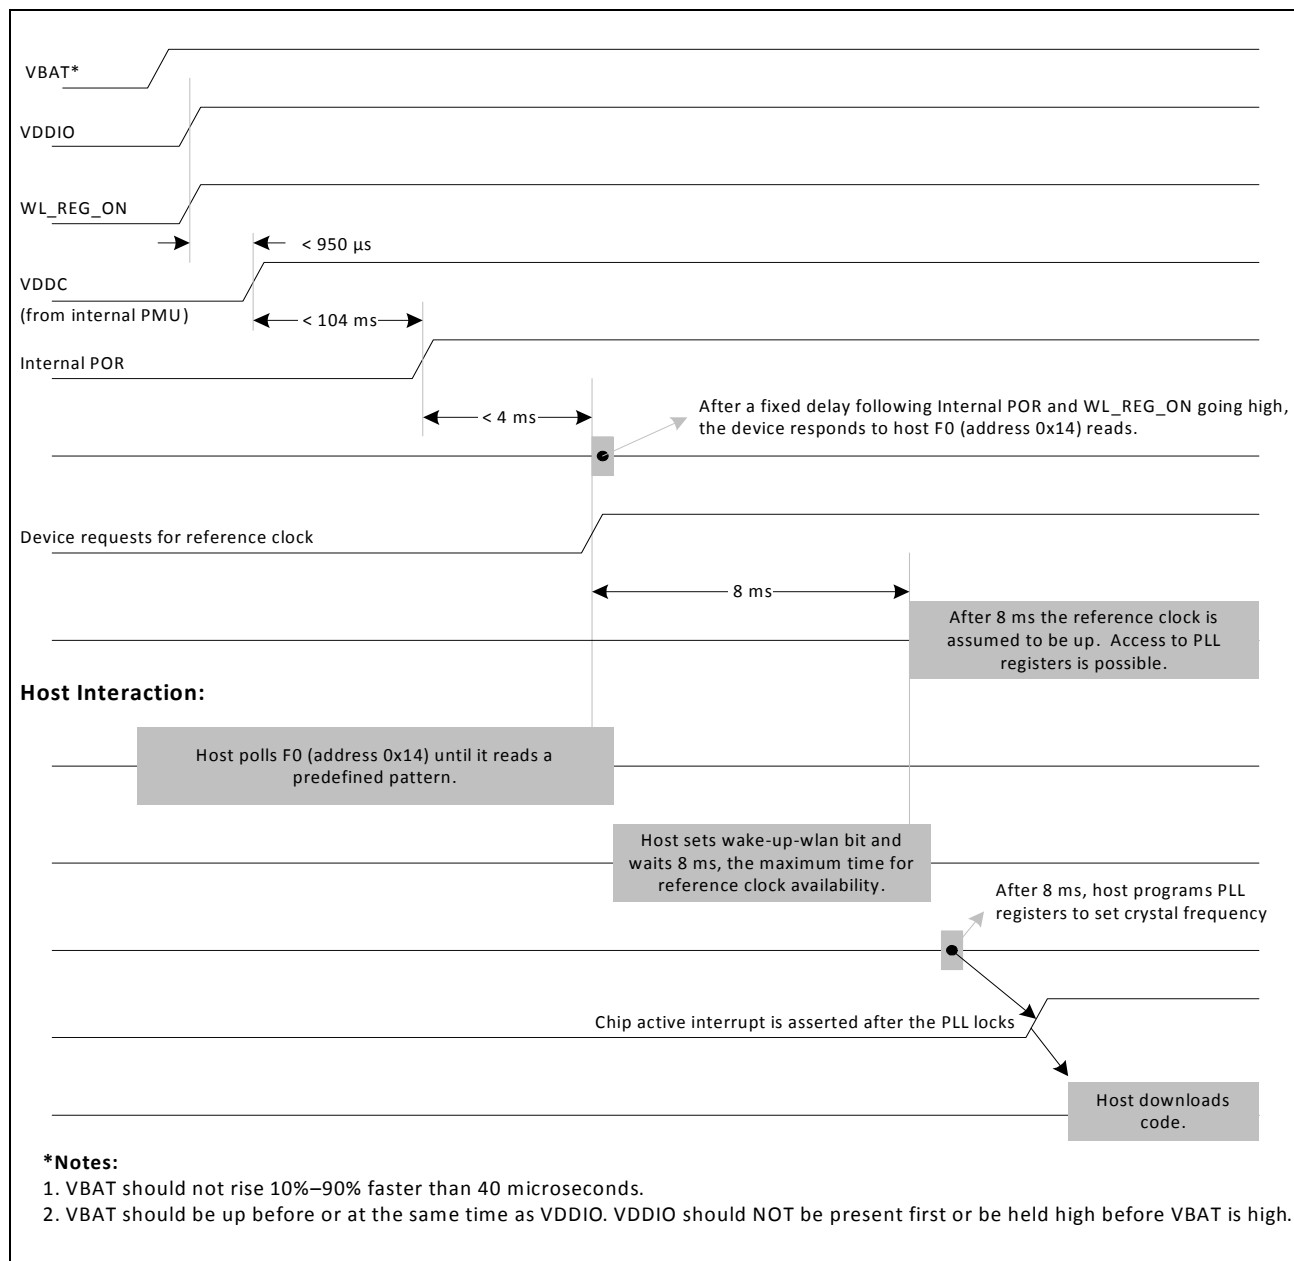 VBAT*
VDDIO
WL_REG_ON
< 950 µs
VDDC
(from internal PMU)
< 104 ms
Internal POR
< 4 ms
After a fixed delay following Internal POR and WL_REG_ON going high,
the device responds to host F0 (address 0x14) reads.
Device requests for reference clock
8 ms
After 8 ms the reference clock is
assumed to be up. Access to PLL
registers is possible.
Host Interaction:
Host polls F0 (address 0x14) until it reads a
predefined pattern.
Host sets wake-up-wlan bit and
waits 8 ms, the maximum time for
reference clock availability.
After 8 ms, host programs PLL
registers to set crystal frequency
Chip active interrupt is asserted after the PLL locks
Host downloads
code.
*Notes:
1. VBAT should not rise 10%–90% faster than 40 microseconds.
2. VBAT should be up before or at the same time as VDDIO. VDDIO should NOT be present first or be held high before VBAT is high.